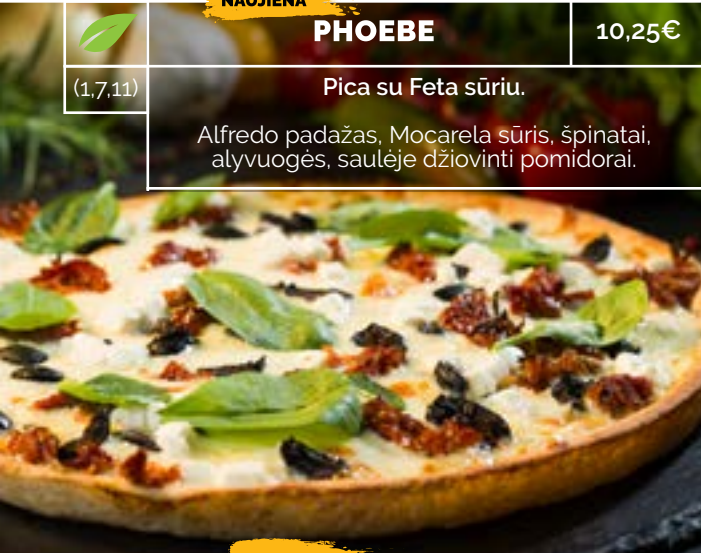 NAUJIENA
PHOEBE
10,25€
(1,7,11)
Pica su Feta sūriu.
Alfredo padažas, Mocarela sūris, špinatai,
alyvuogės, saulėje džiovinti pomidorai.